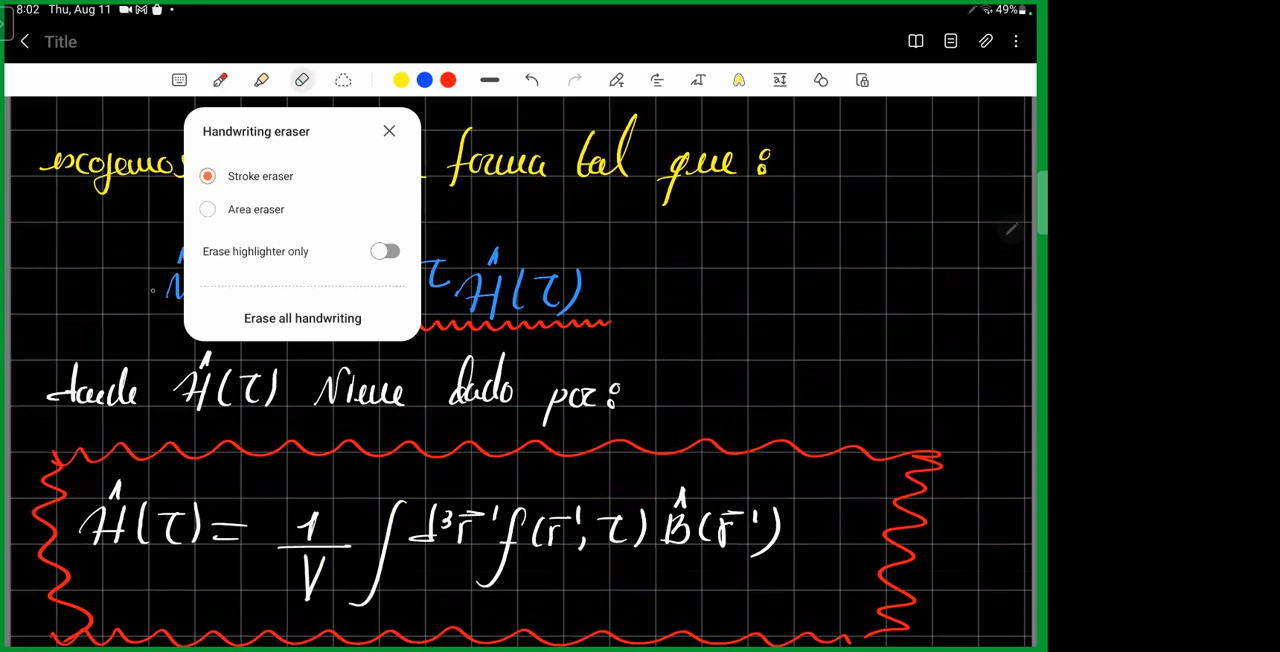 8:02 Thu, Aug 11
49%
Title
Handwriting eraser
Stroke eraser
Area eraser
Erase highlighter only
Erase all handwriting
escojemos forma tal que:
τ Ĥ(τ)
donde Ĥ(τ) viene dado por:
Ĥ(τ) = 1/V ∫ d³r̄' f(r̄', τ) B̂(r̄')